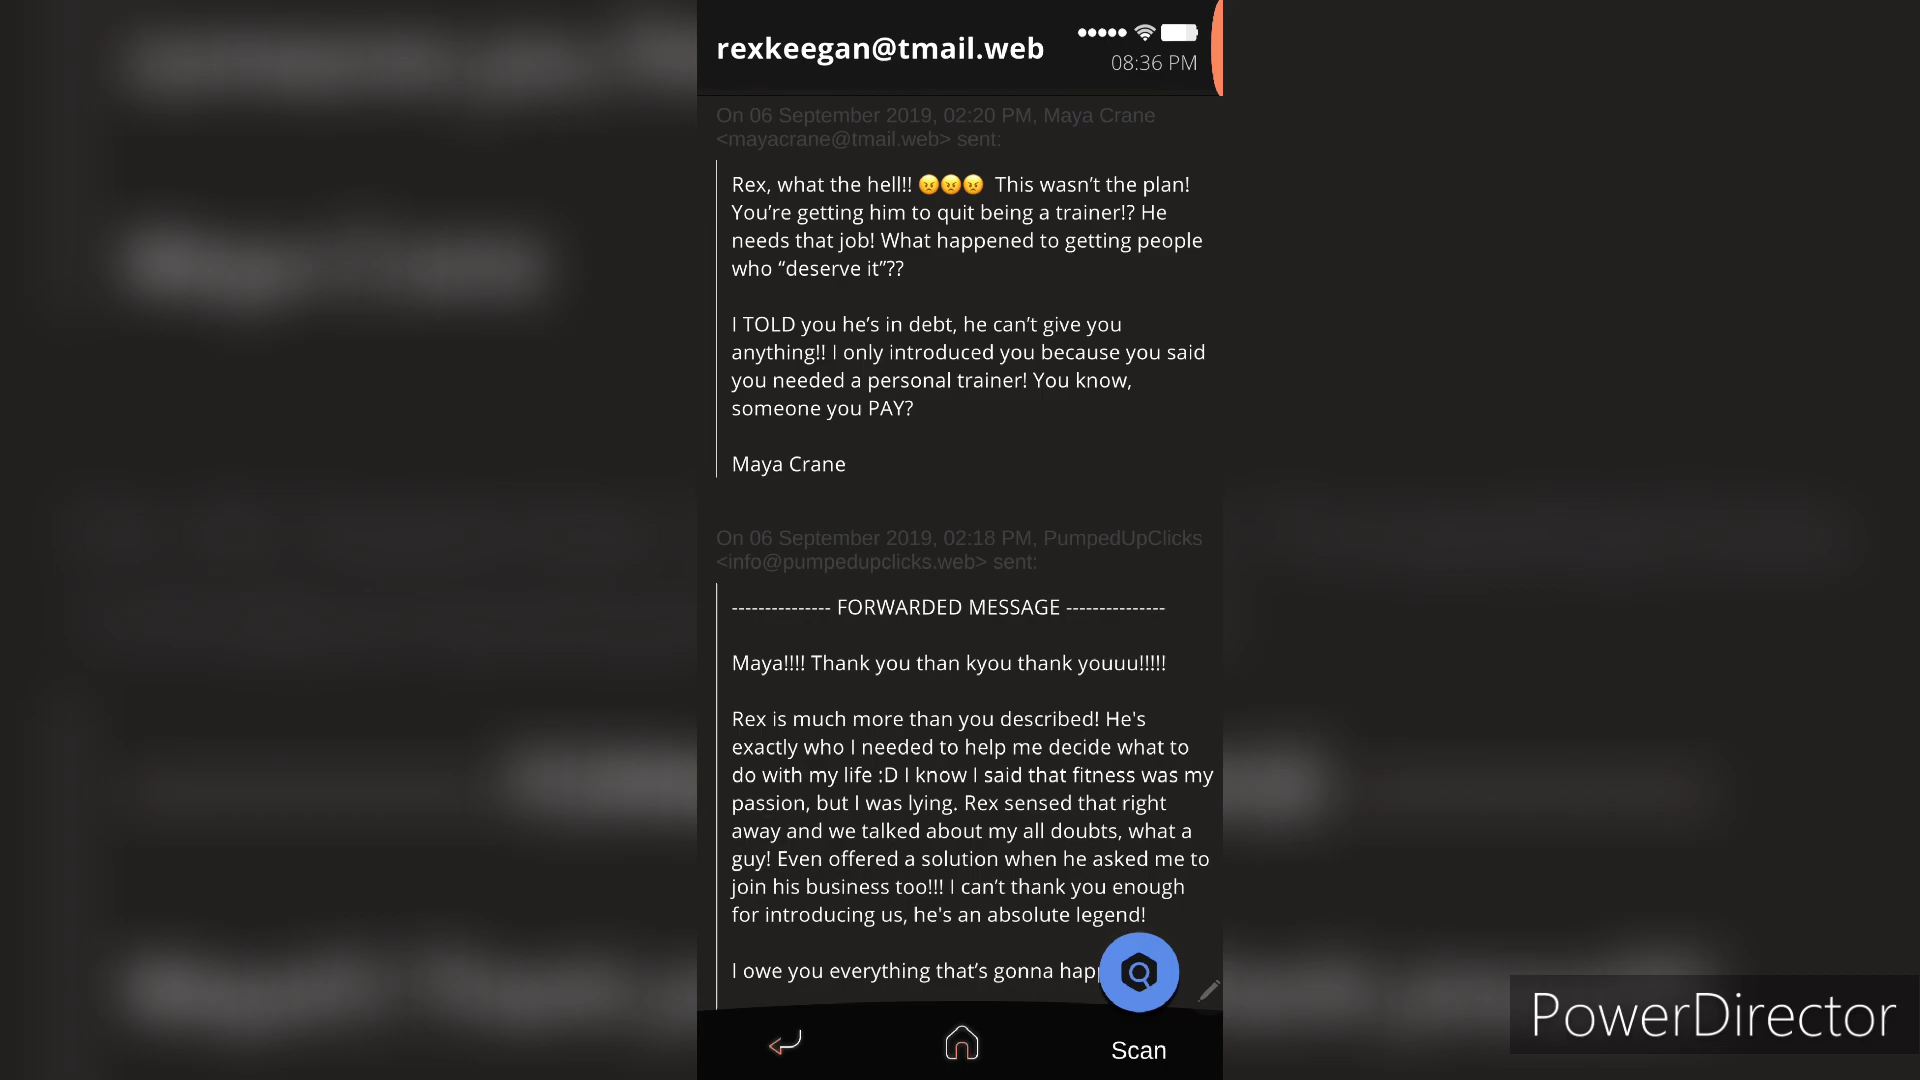 rexkeegan@tmail.web
08:36 PM
On 06 September 2019, 02:20 PM, Maya Crane
<mayacrane@tmail.web> sent:
Rex, what the hell!! 😠😠😠 This wasn’t the plan!
You’re getting him to quit being a trainer!? He
needs that job! What happened to getting people
who “deserve it”??
I TOLD you he’s in debt, he can’t give you
anything!! I only introduced you because you said
you needed a personal trainer! You know,
someone you PAY?
Maya Crane
On 06 September 2019, 02:18 PM, PumpedUpClicks
<info@pumpedupclicks.web> sent:
--------------- FORWARDED MESSAGE ---------------
Maya!!!! Thank you than kyou thank youuu!!!!!
Rex is much more than you described! He's
exactly who I needed to help me decide what to
do with my life :D I know I said that fitness was my
passion, but I was lying. Rex sensed that right
away and we talked about my all doubts, what a
guy! Even offered a solution when he asked me to
join his business too!!! I can’t thank you enough
for introducing us, he's an absolute legend!
I owe you everything that’s gonna
Scan
PowerDirector